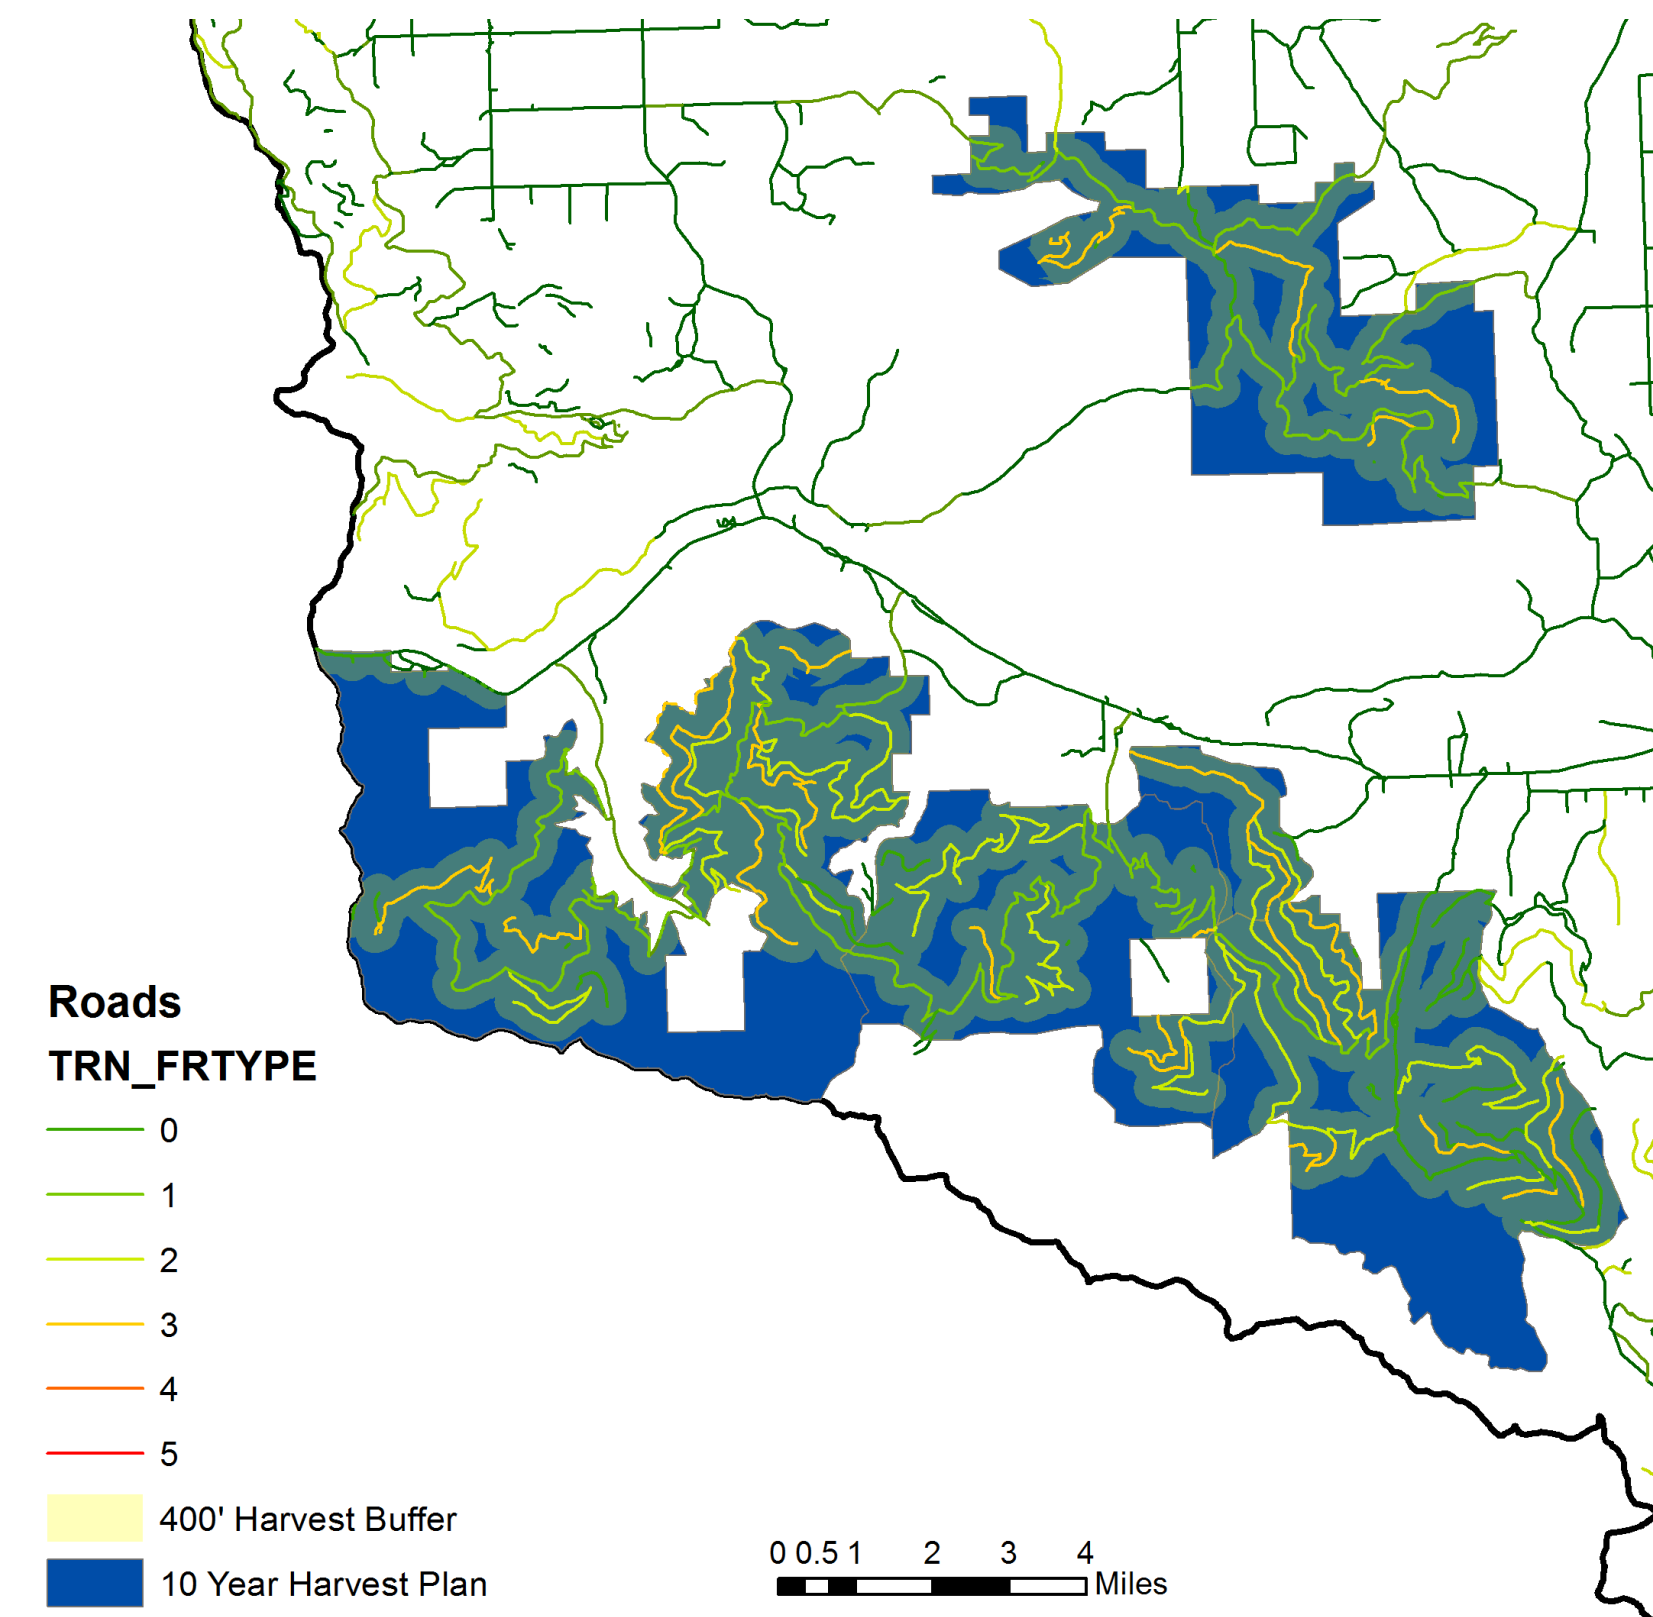 Roads
TRN_FRTYPE
0
1
2
3
4
5
400' Harvest Buffer
10 Year Harvest Plan
0 0.5 1 2 3 4
Miles